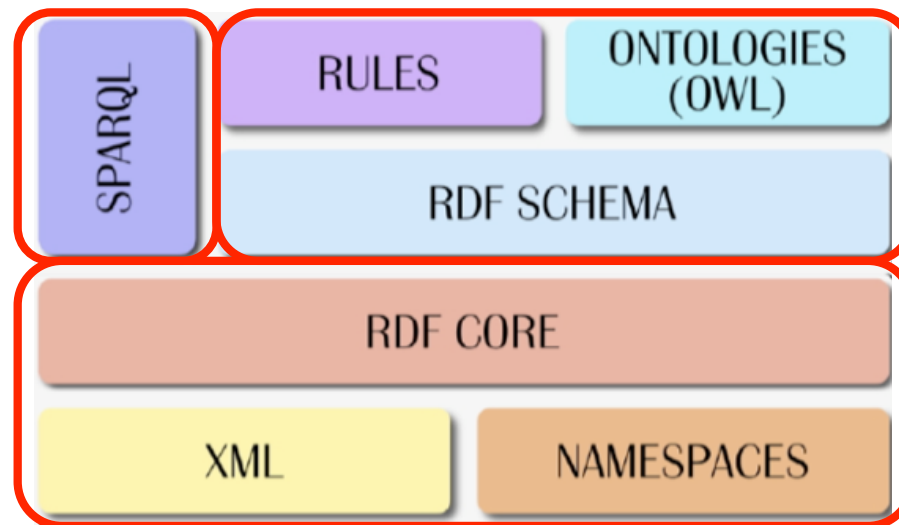 SPARQL
RULES
ONTOLOGIES
(OWL)
RDF SCHEMA
RDF CORE
XML
NAMESPACES